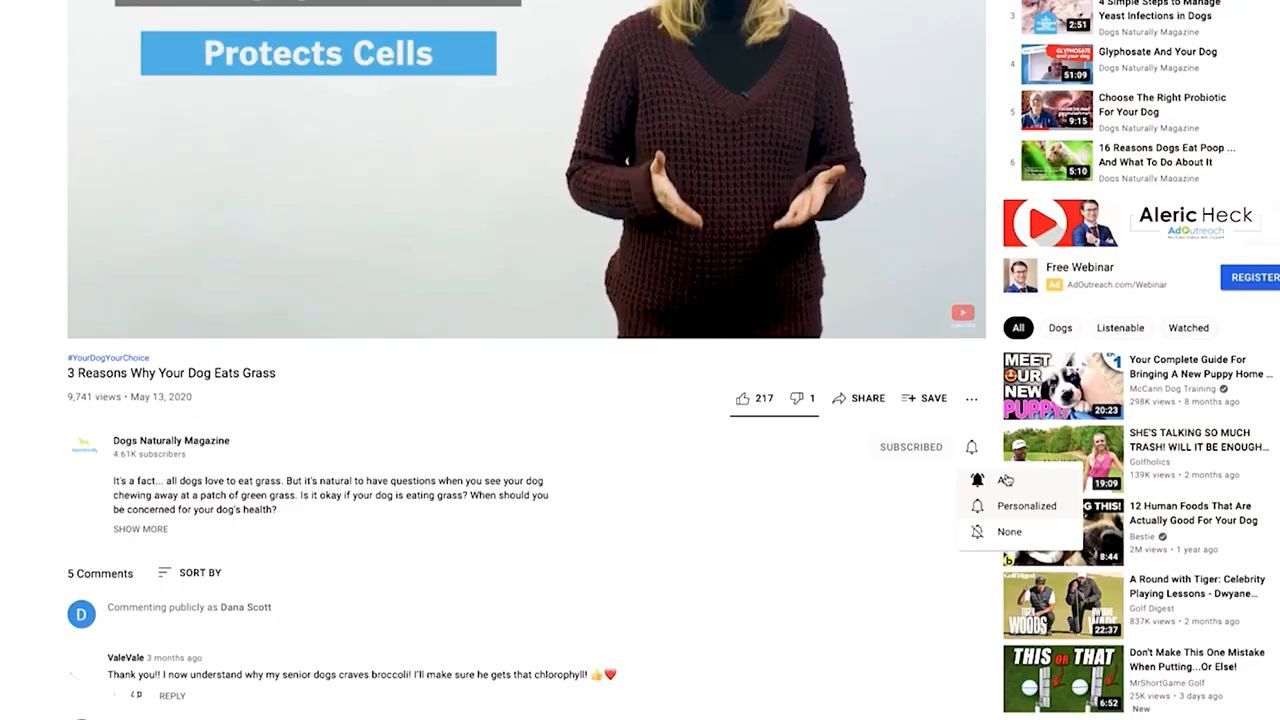 Protects Cells
#YourDogYourChoice
3 Reasons Why Your Dog Eats Grass
9,741 views • May 13, 2020
217
1
SHARE
SAVE
Dogs Naturally Magazine
4.61K subscribers
SUBSCRIBED
It's a fact... all dogs love to eat grass. But it's natural to have questions when you see your dog
chewing away at a patch of green grass. Is it okay if your dog is eating grass? When should you
be concerned for your dog's health?
SHOW MORE
Personalized
None
5 Comments
SORT BY
D
Commenting publicly as Dana Scott
ValeVale 3 months ago
Thank you!! I now understand why my senior dogs craves broccoli! I'll make sure he gets that chlorophyll! 👍❤️
REPLY
3
4 Simple Steps to Manage
Yeast Infections in Dogs
Dogs Naturally Magazine
2:51
4
Glyphosate And Your Dog
Dogs Naturally Magazine
GLYPHOSATE
51:09
5
Choose The Right Probiotic
For Your Dog
Dogs Naturally Magazine
9:15
6
16 Reasons Dogs Eat Poop ...
And What To Do About It
Dogs Naturally Magazine
5:10
Aleric Heck
AdOutreach
Free Webinar
Ad AdOutreach.com/Webinar
REGISTER
All
Dogs
Listenable
Watched
MEET
OUR
NEW
PUPPY
1
20:23
Your Complete Guide For
Bringing A New Puppy Home ...
McCann Dog Training
298K views • 8 months ago
19:09
SHE'S TALKING SO MUCH
TRASH! WILL IT BE ENOUGH...
Golfholics
139K views • 2 months ago
G THIS!
8:44
12 Human Foods That Are
Actually Good For Your Dog
Bestie
2M views • 1 year ago
Golf Digest
TIGER
WOODS
DWYANE
WADE
22:37
A Round with Tiger: Celebrity
Playing Lessons - Dwyane...
Golf Digest
837K views • 2 months ago
THIS OR THAT
6:52
Don't Make This One Mistake
When Putting...Or Else!
MrShortGame Golf
25K views • 3 days ago
New